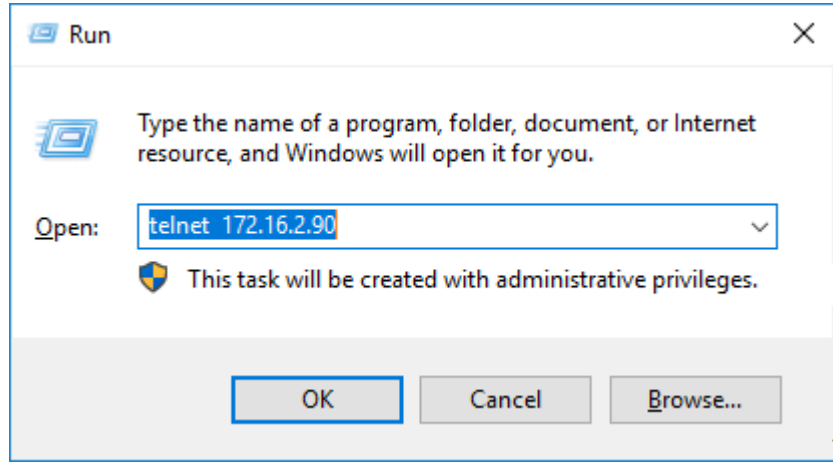 Run
Type the name of a program, folder, document, or Internet
resource, and Windows will open it for you.
Open: telnet  172.16.2.90
This task will be created with administrative privileges.
OK Cancel Browse...